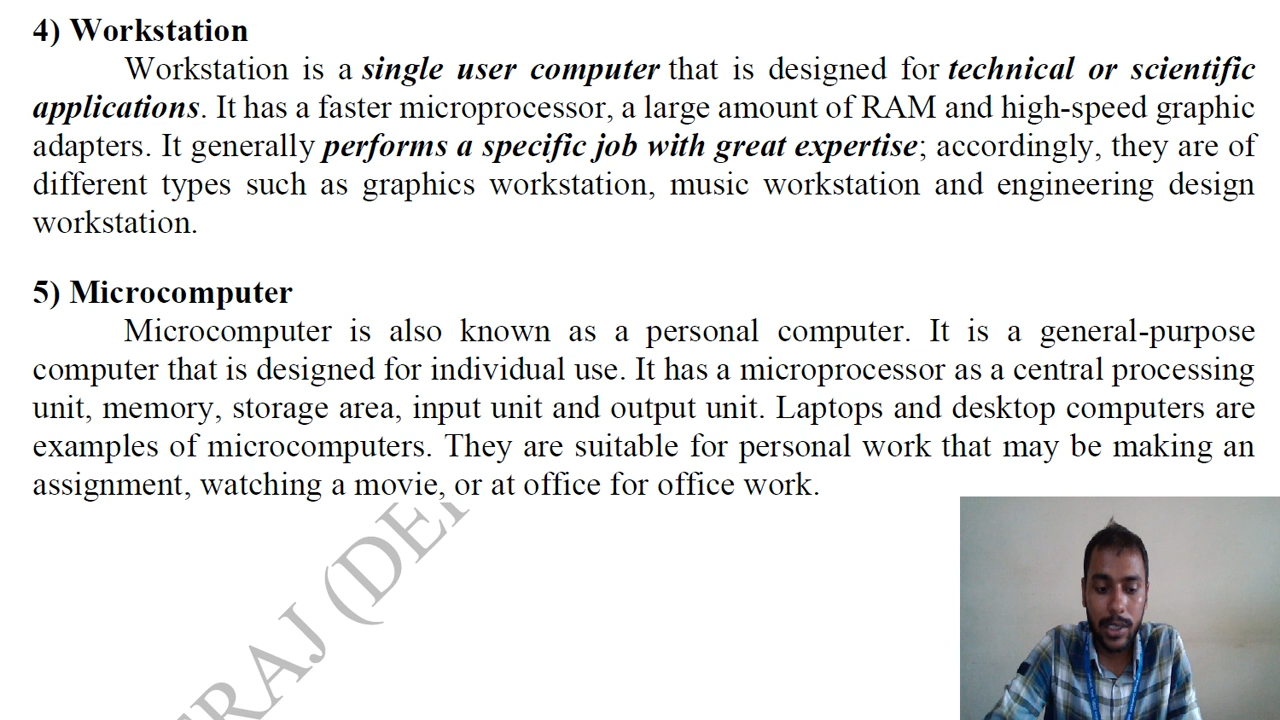 4) Workstation
Workstation is a single user computer that is designed for technical or scientific
applications. It has a faster microprocessor, a large amount of RAM and high-speed graphic
adapters. It generally performs a specific job with great expertise; accordingly, they are of
different types such as graphics workstation, music workstation and engineering design
workstation.
5) Microcomputer
Microcomputer is also known as a personal computer. It is a general-purpose
computer that is designed for individual use. It has a microprocessor as a central processing
unit, memory, storage area, input unit and output unit. Laptops and desktop computers are
examples of microcomputers. They are suitable for personal work that may be making an
assignment, watching a movie, or at office for office work.